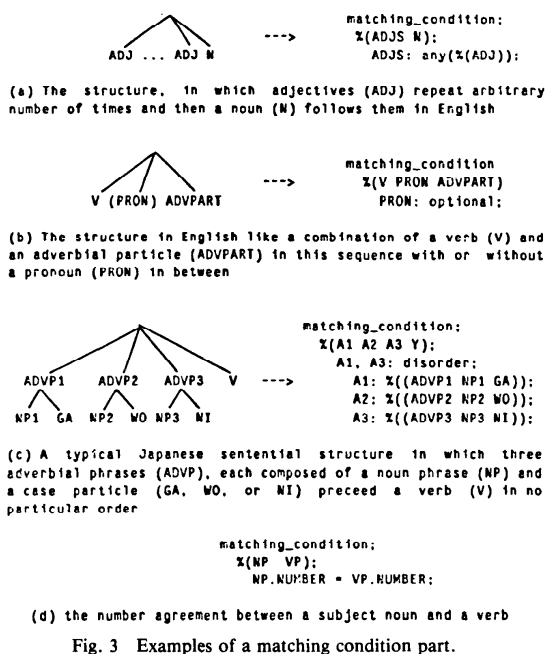 matching_condition;
--->
%(ADJS N);
ADJ ... ADJ N
ADJS: any(%(ADJ));
(a) The structure, in which adjectives (ADJ) repeat arbitrary
number of times and then a noun (N) follows them in English
matching_condition
--->
%(V PRON ADVPART)
V (PRON) ADVPART
PRON: optional;
(b) The structure in English like a combination of a verb (V) and
an adverbial particle (ADVPART) in this sequence with or without
a pronoun (PRON) in between
matching_condition;
%(A1 A2 A3 Y);
A1, A3: disorder;
ADVP1 ADVP2 ADVP3 V --->
A1: %((ADVP1 NP1 GA));
A2: %((ADVP2 NP2 WO));
NP1 GA NP2 WO NP3 NI
A3: %((ADVP3 NP3 NI));
(c) A typical Japanese sentential structure in which three
adverbial phrases (ADVP), each composed of a noun phrase (NP) and
a case particle (GA, WO, or NI) preceed a verb (V) in no
particular order
matching_condition;
%(NP VP);
NP.NUMBER = VP.NUMBER;
(d) the number agreement between a subject noun and a verb
Fig. 3 Examples of a matching condition part.